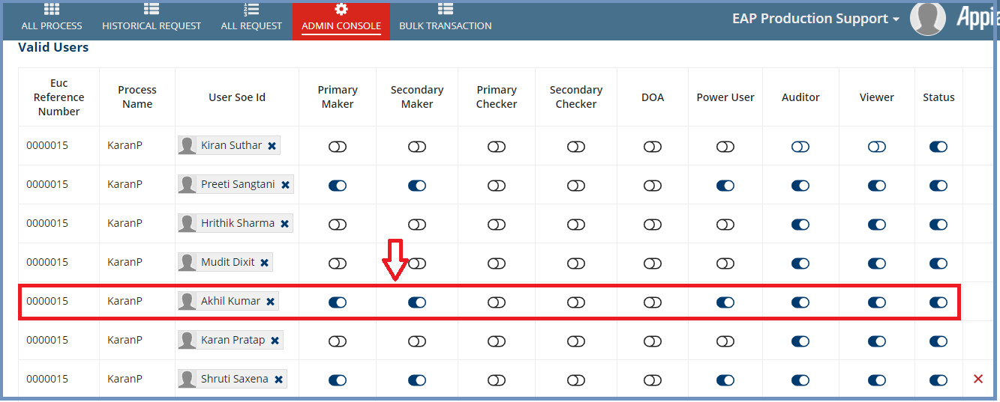 ALL PROCESS
HISTORICAL REQUEST
ALL REQUEST
ADMIN CONSOLE
BULK TRANSACTION
EAP Production Support
Valid Users
Euc Reference Number
Process Name
User Soe Id
Primary Maker
Secondary Maker
Primary Checker
Secondary Checker
DOA
Power User
Auditor
Viewer
Status
0000015 KaranP Kiran Suthar
0000015 KaranP Preeti Sangtani
0000015 KaranP Hrithik Sharma
0000015 KaranP Mudit Dixit
0000015 KaranP Akhil Kumar
0000015 KaranP Karan Pratap
0000015 KaranP Shruti Saxena